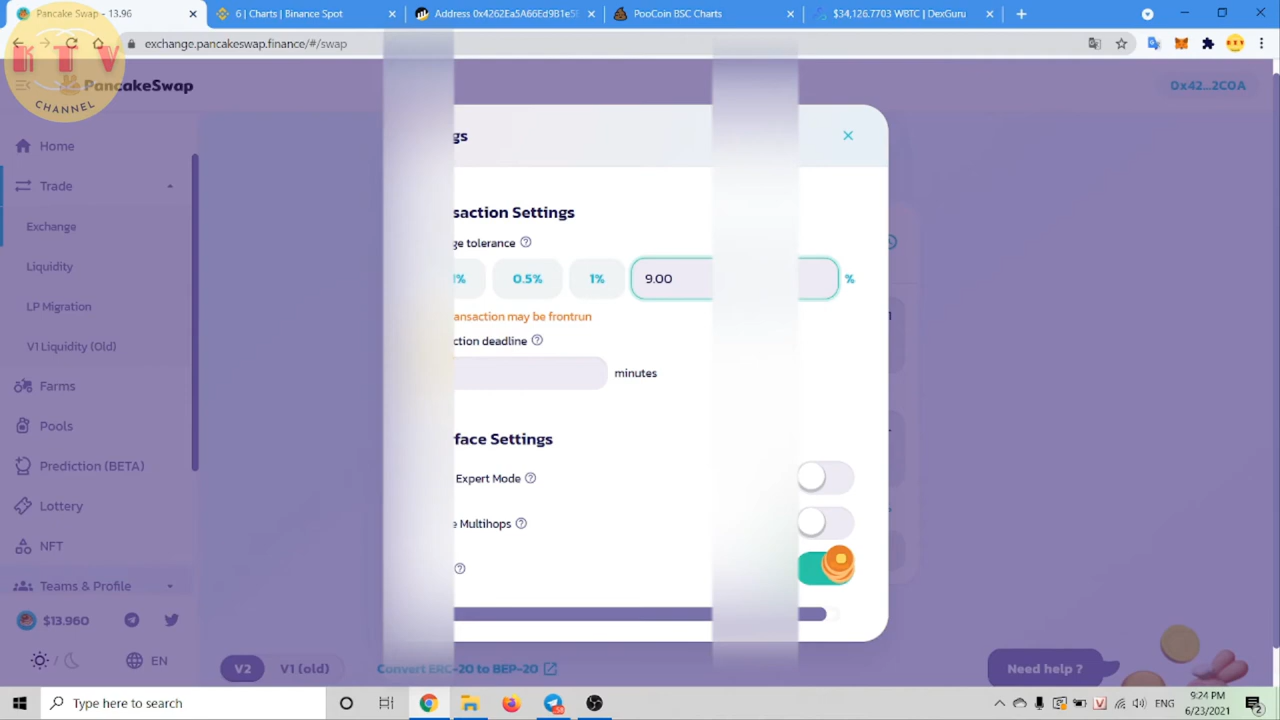 Pancake Swap - 13.96
6 | Charts | Binance Spot
Address 0x4262Ea5A66Ed9B1e5
PooCoin BSC Charts
$34,126.7703 WBTC | DexGuru
exchange.pancakeswap.finance/#/swap
KTV
CHANNEL
PancakeSwap
0x42...2C0A
Home
Trade
Exchange
Liquidity
LP Migration
V1 Liquidity (Old)
Farms
Pools
Prediction (BETA)
Lottery
NFT
Teams & Profile
$13.960
EN
gs
saction Settings
ge tolerance
1%
0.5%
1%
9.00
%
ansaction may be frontrun
ction deadline
minutes
face Settings
Expert Mode
e Multihops
V2
V1 (old)
Convert ERC-20 to BEP-20
Need help ?
Type here to search
ENG
9:24 PM
6/23/2021
2